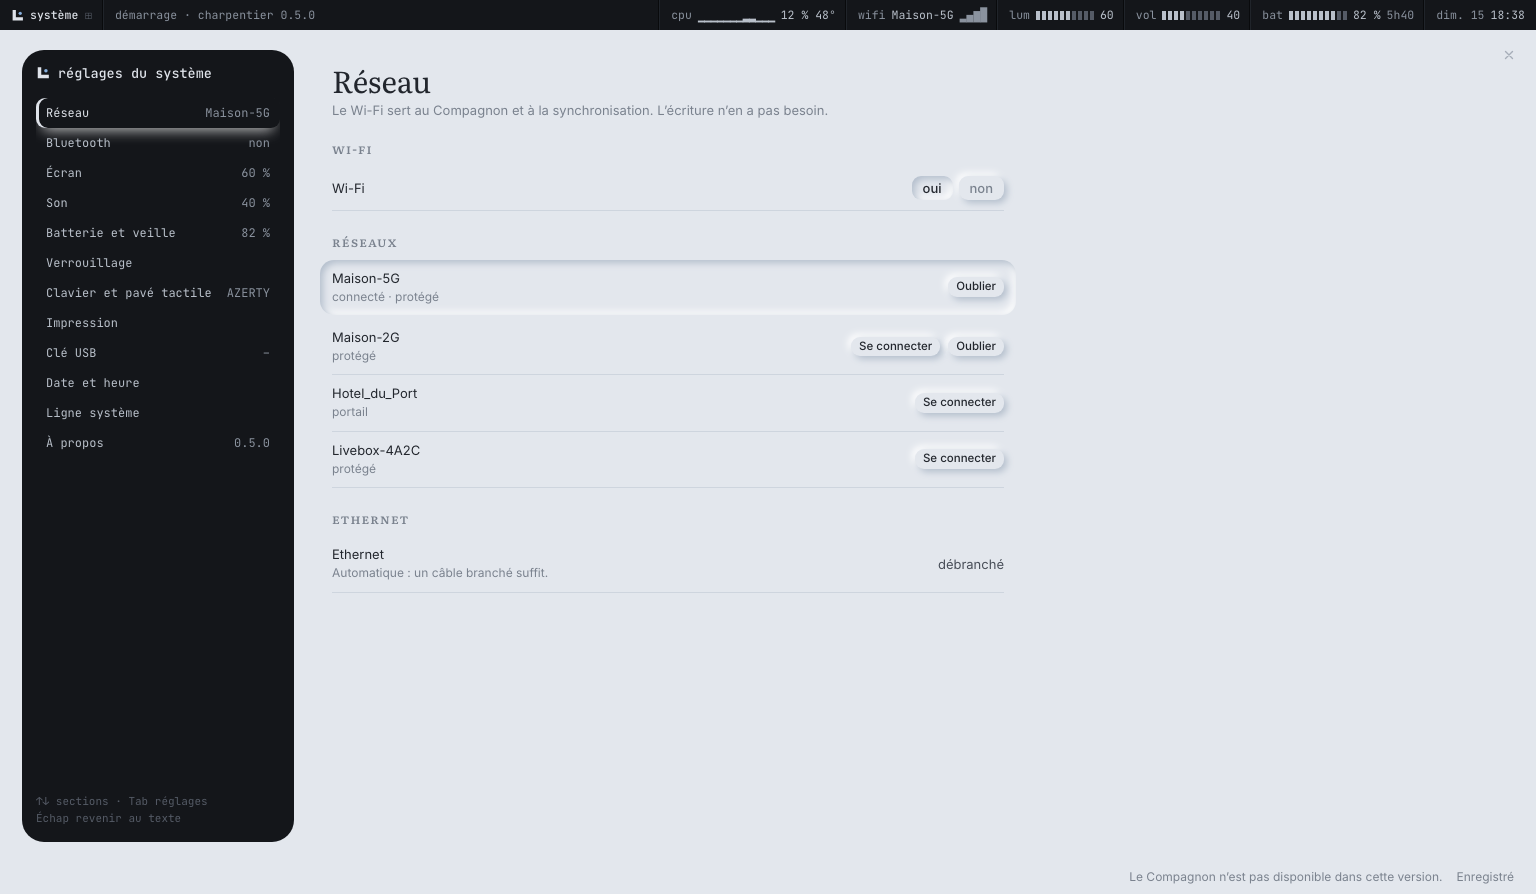 système démarrage · charpentier 0.5.0 cpu 12 % 48° wifi Maison-5G lum 60 vol 40 bat 82 % 5h40 dim. 15 18:38
réglages du système
Réseau Maison-5G
Bluetooth non
Écran 60 %
Son 40 %
Batterie et veille 82 %
Verrouillage
Clavier et pavé tactile AZERTY
Impression
Clé USB –
Date et heure
Ligne système
À propos 0.5.0
↑↓ sections · Tab réglages
Échap revenir au texte
Réseau
Le Wi-Fi sert au Compagnon et à la synchronisation. L’écriture n’en a pas besoin.
WI-FI
Wi-Fi oui non
RÉSEAUX
Maison-5G
connecté · protégé
Oublier
Maison-2G
protégé
Se connecter Oublier
Hotel_du_Port
portail
Se connecter
Livebox-4A2C
protégé
Se connecter
ETHERNET
Ethernet
Automatique : un câble branché suffit.
débranché
Le Compagnon n’est pas disponible dans cette version. Enregistré